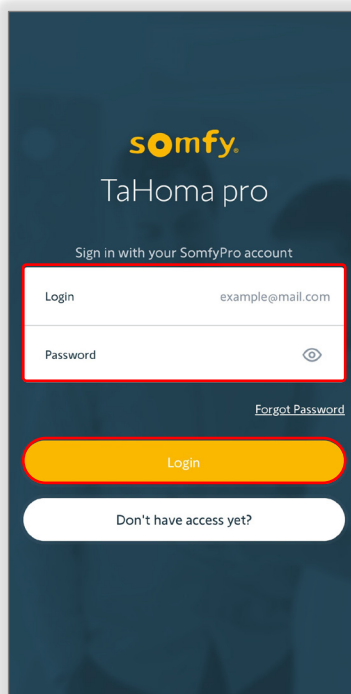 somfy.
TaHoma pro
Sign in with your SomfyPro account
Login example@mail.com
Password
Forgot Password
Login
Don't have access yet?